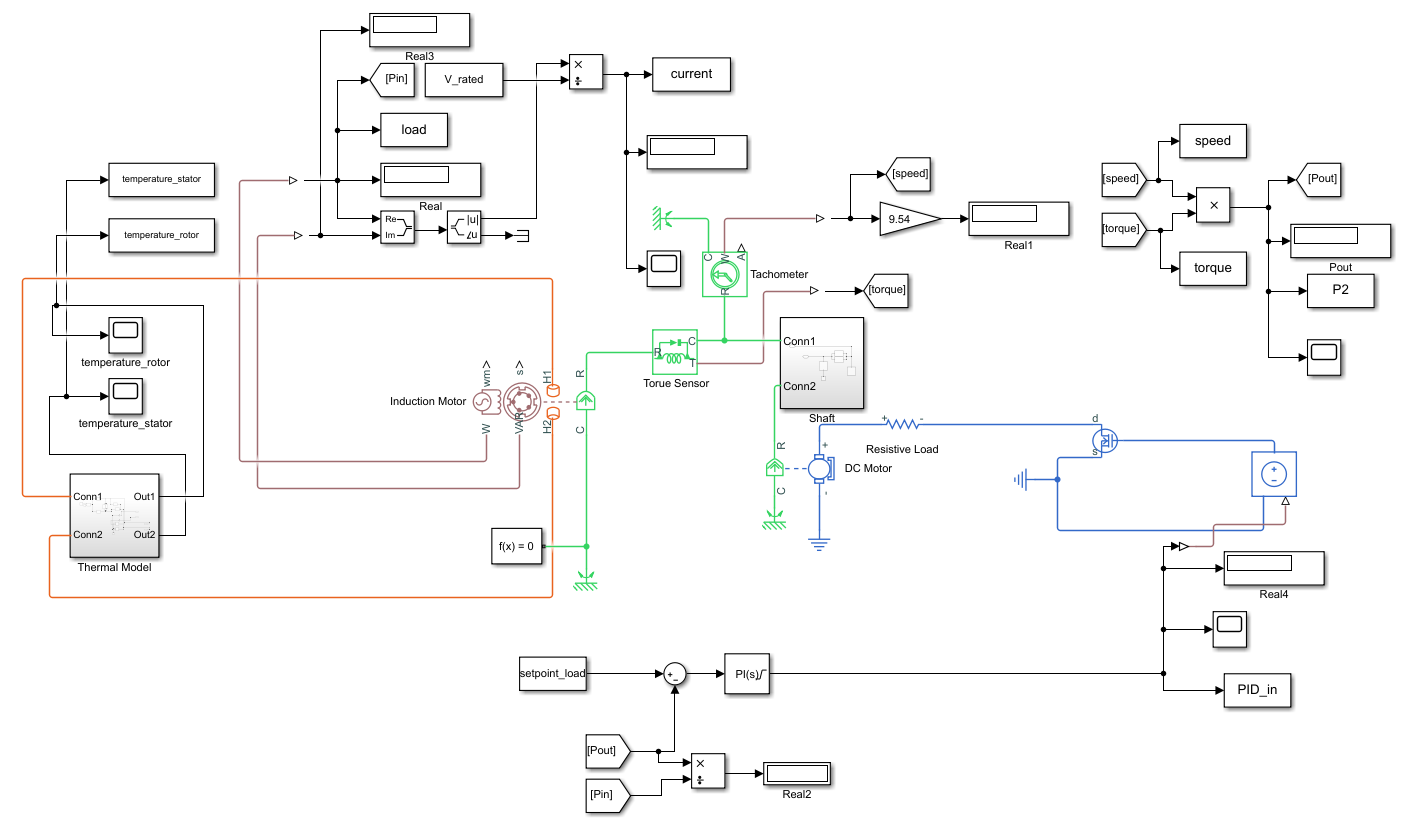 Real3
[Pin]
V_rated
×
÷
current
load
Real
Re
Im
|u|
∠u
temperature_stator
temperature_rotor
temperature_rotor
temperature_stator
Conn1
Conn2
Out1
Out2
Thermal Model
Induction Motor
wm>
s>
W
VAR
H1
H2
R
C
f(x) = 0
[speed]
9.54
Real1
C
W
A
R
Tachometer
[torque]
R
C
T
Torue Sensor
Conn1
Conn2
Shaft
R
C
+
-
DC Motor
+
-
Resistive Load
d
s
+
-
[speed]
[torque]
speed
×
torque
[Pout]
Pout
P2
Real4
PID_in
setpoint_load
+
-
PI(s)
[Pout]
[Pin]
×
÷
Real2